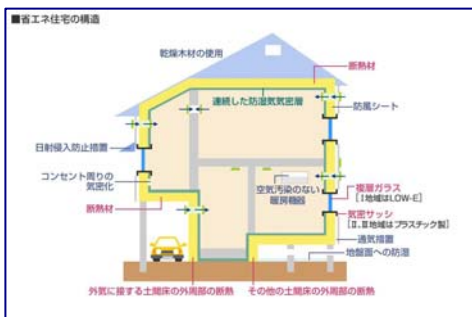 ■省エネ住宅の構造
乾燥木材の使用
断熱材
連続した防湿気気密層
防風シート
日射侵入防止措置
コンセント周りの
気密化
空気汚染のない
暖房機器
複層ガラス
[Ⅰ地域はLOW-E]
断熱材
気密サッシ
[Ⅱ、Ⅲ地域はプラスチック製]
通気措置
地盤面への防湿
外気に接する土間床の外周部の断熱
その他の土間床の外周部の断熱